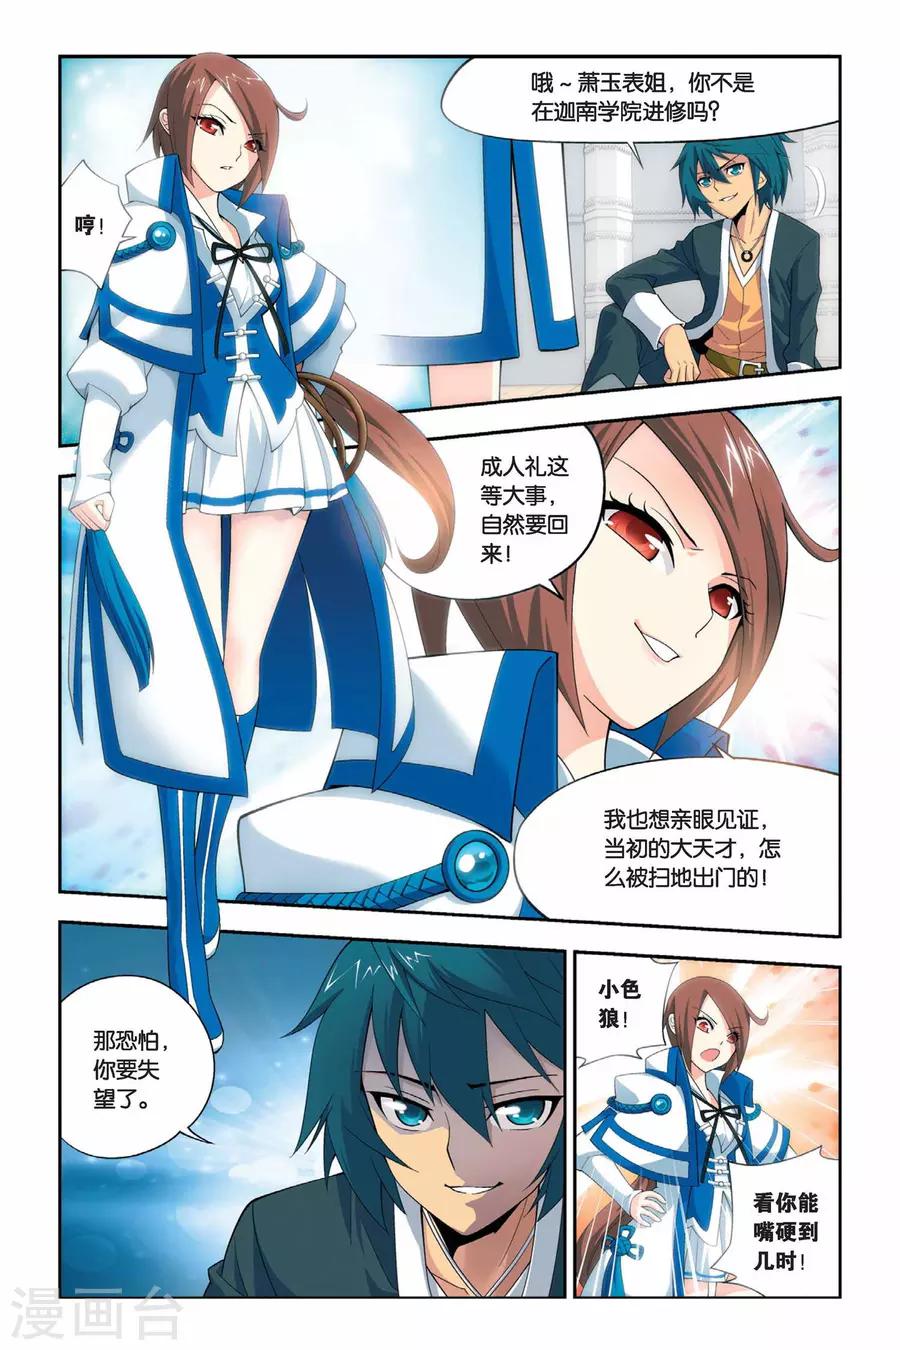 哦～萧玉表姐，你不是
在迦南学院进修吗？
哼！
成人礼这
等大事，
自然要回
来！
我也想亲眼见证，
当初的大天才，怎
么被扫地出门的！
那恐怕，
你要失
望了。
小色
狼！
看你能
嘴硬到
几时！
漫画台